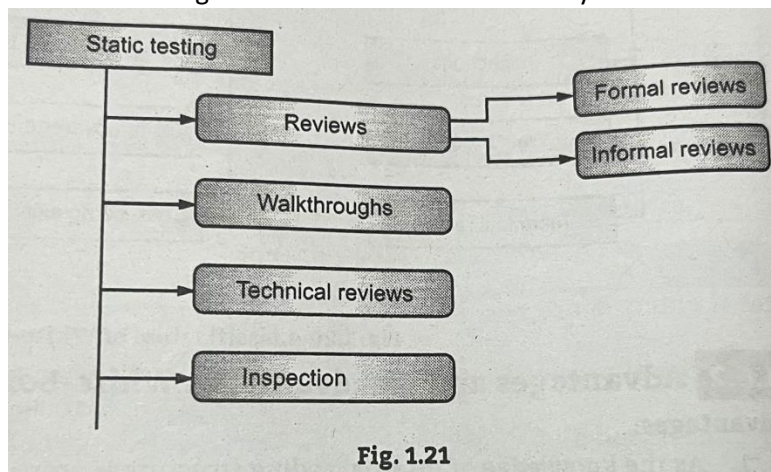 Static testing
Reviews
Formal reviews
Informal reviews
Walkthroughs
Technical reviews
Inspection
Fig. 1.21